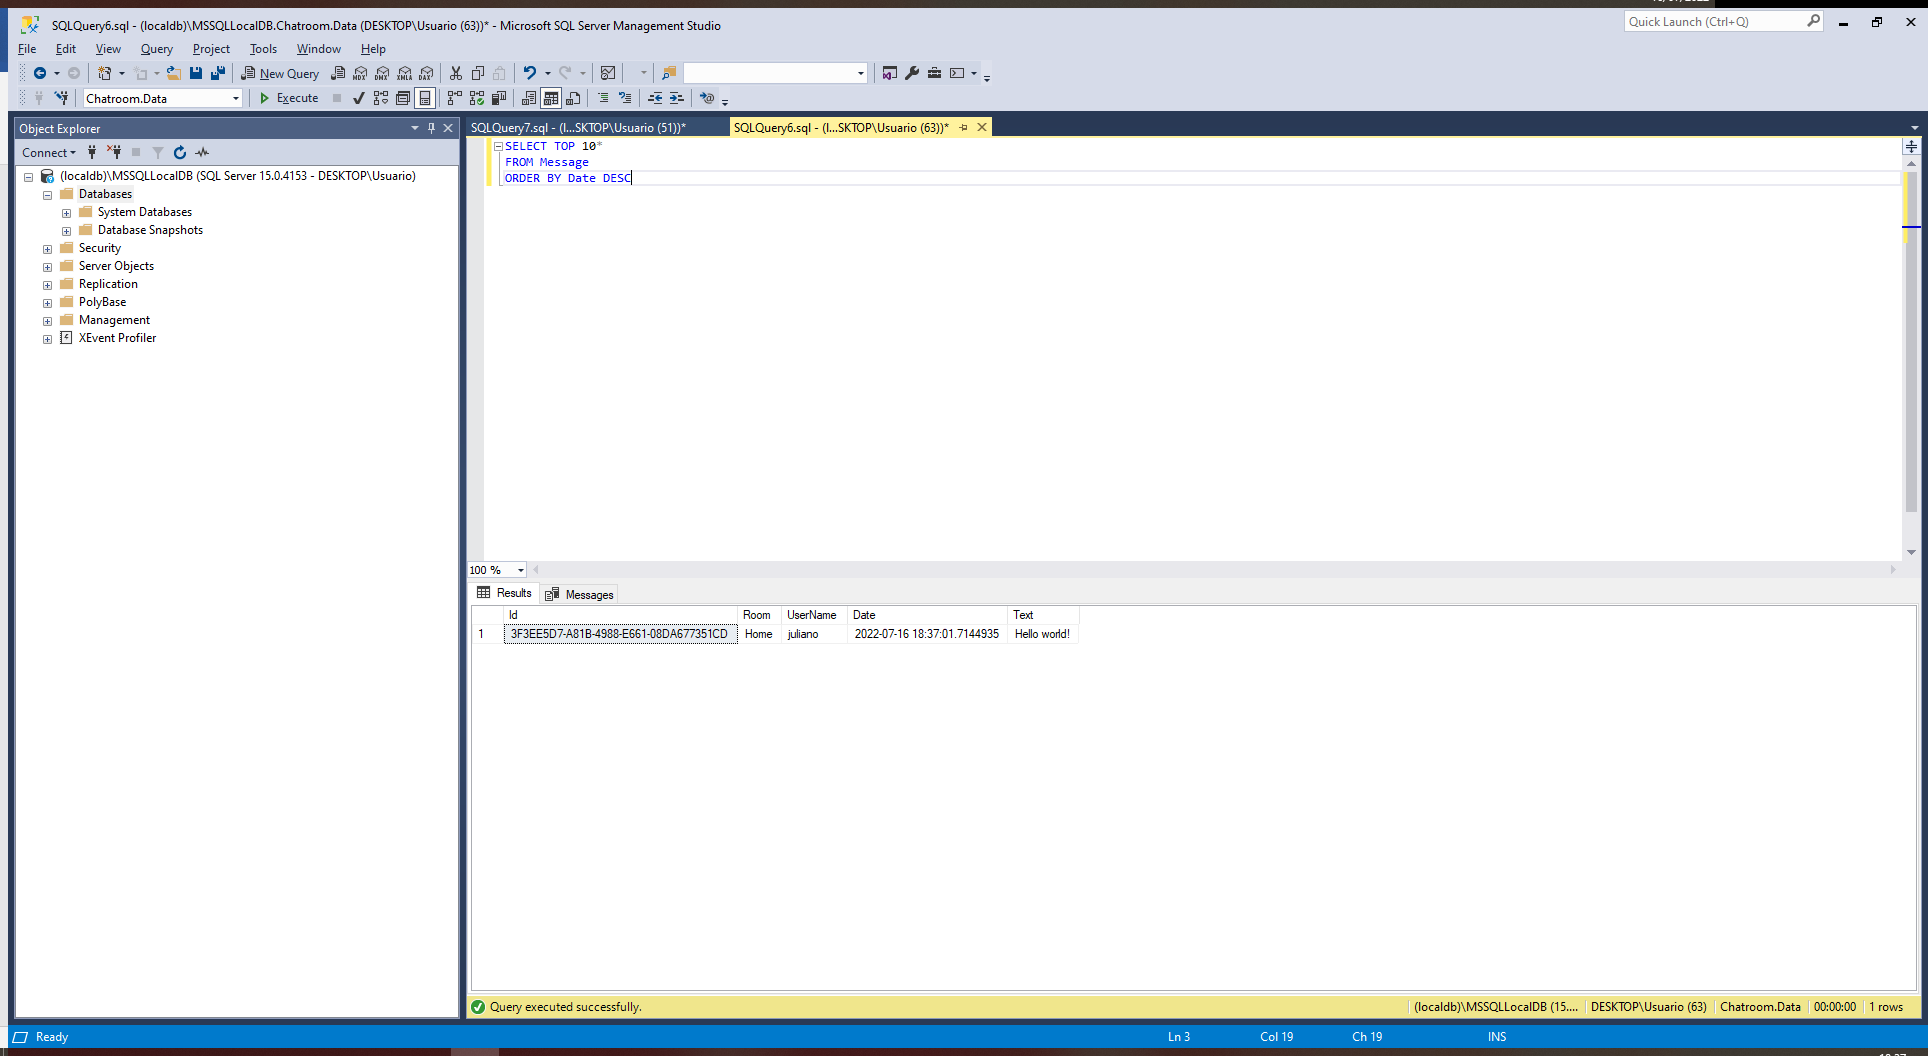 SQLQuery6.sql - (localdb)\MSSQLLocalDB.Chatroom.Data (DESKTOP\Usuario (63))* - Microsoft SQL Server Management Studio
Quick Launch (Ctrl+Q)
File Edit View Query Project Tools Window Help
New Query MDX DMX XMLA DAX
Chatroom.Data Execute
Object Explorer
Connect
(localdb)\MSSQLLocalDB (SQL Server 15.0.4153 - DESKTOP\Usuario)
Databases
System Databases
Database Snapshots
Security
Server Objects
Replication
PolyBase
Management
XEvent Profiler
SQLQuery7.sql - (l...SKTOP\Usuario (51))* SQLQuery6.sql - (l...SKTOP\Usuario (63))*
SELECT TOP 10*
FROM Message
ORDER BY Date DESC
100 %
Results Messages
Id Room UserName Date Text
1 3F3EE5D7-A81B-4988-E661-08DA677351CD Home juliano 2022-07-16 18:37:01.7144935 Hello world!
Query executed successfully. (localdb)\MSSQLLocalDB (15.... DESKTOP\Usuario (63) Chatroom.Data 00:00:00 1 rows
Ready Ln 3 Col 19 Ch 19 INS